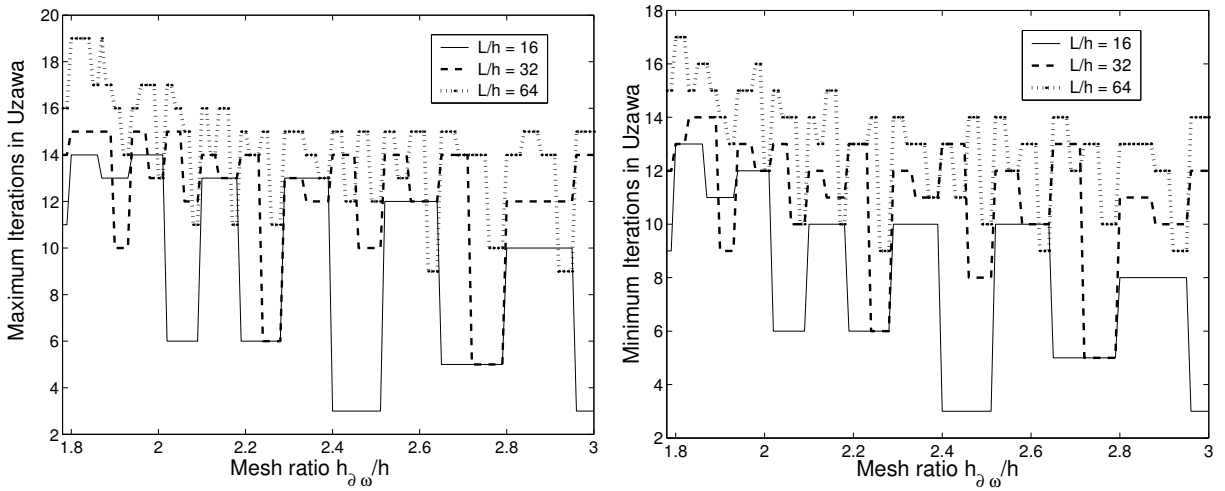 20
18
16
14
12
10
8
6
4
2
Maximum Iterations in Uzawa
L/h = 16
L/h = 32
L/h = 64
1.8 2 2.2 2.4 2.6 2.8 3
Mesh ratio h∂ω/h
18
16
14
12
10
8
6
4
2
Minimum Iterations in Uzawa
L/h = 16
L/h = 32
L/h = 64
1.8 2 2.2 2.4 2.6 2.8 3
Mesh ratio h∂ω/h